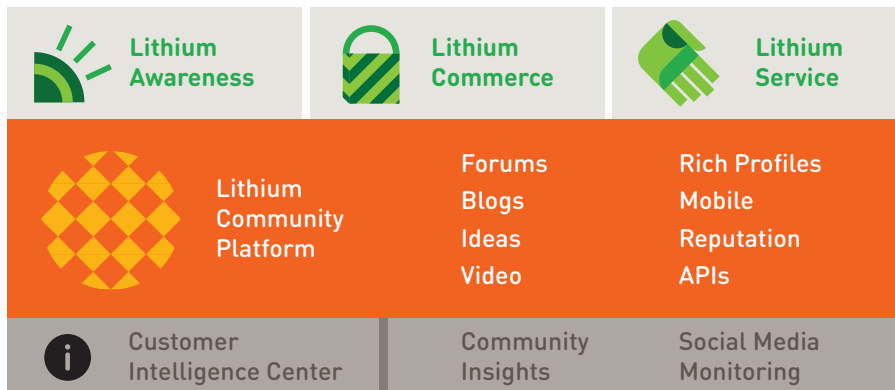 Lithium
Awareness
Lithium
Commerce
Lithium
Service
Lithium
Community
Platform
Forums
Blogs
Ideas
Video
Rich Profiles
Mobile
Reputation
APIs
i
Customer
Intelligence Center
Community
Insights
Social Media
Monitoring